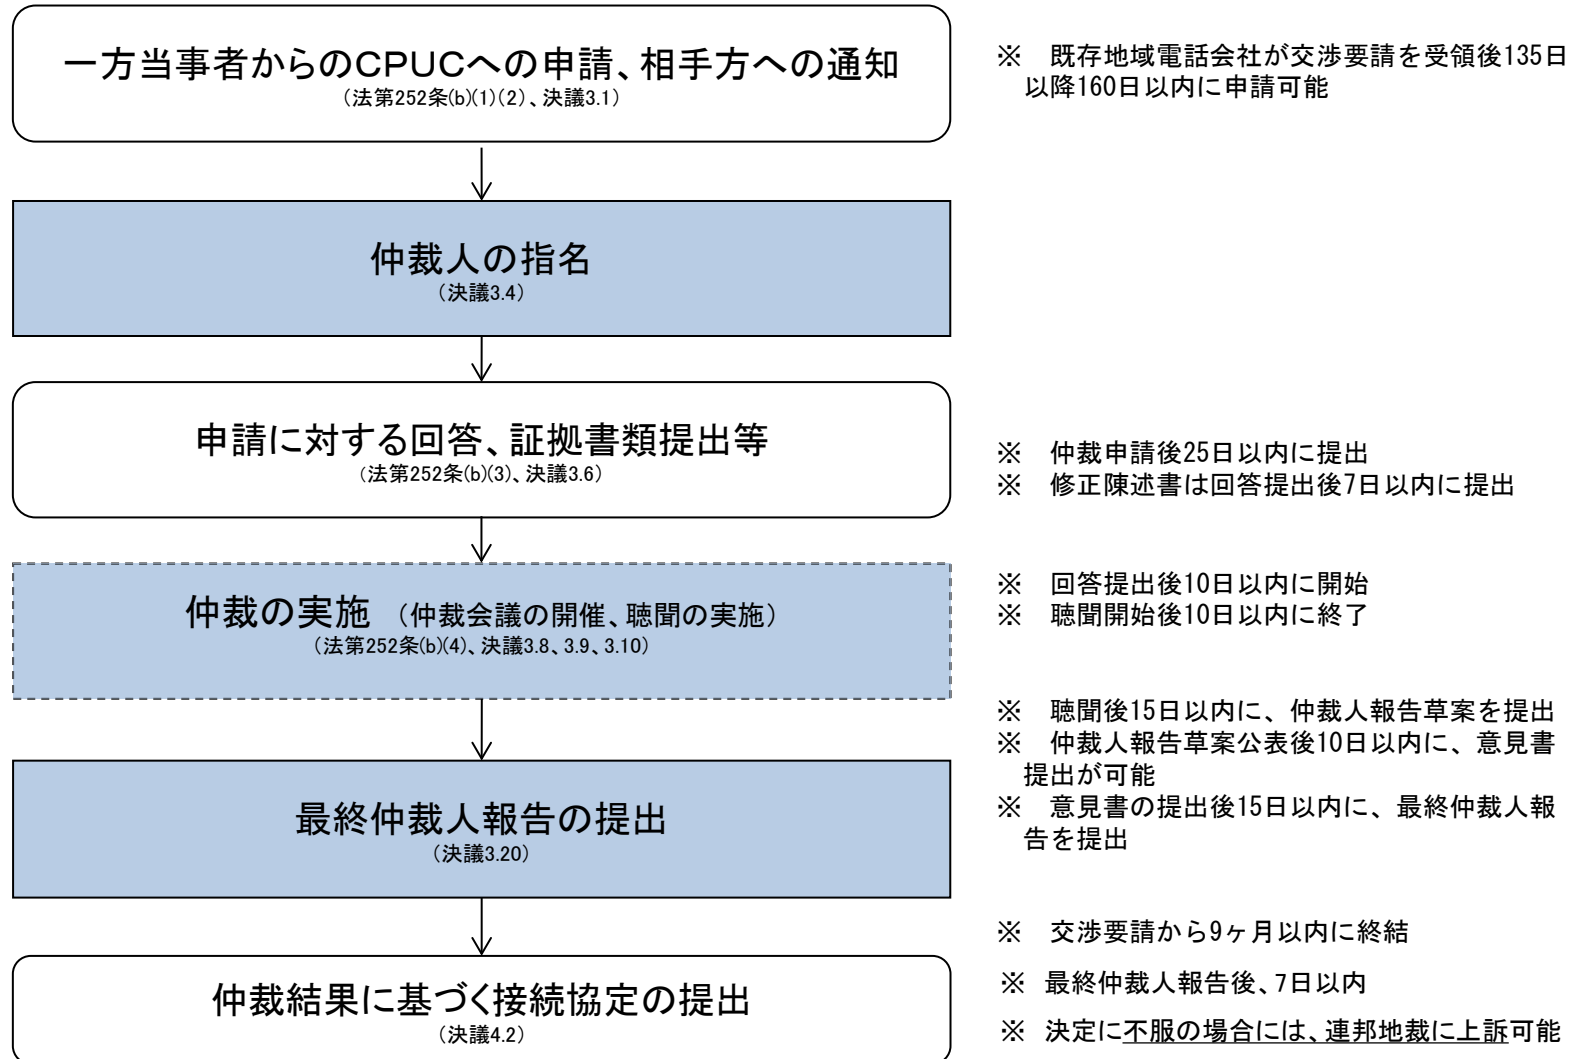 一方当事者からのCPUCへの申請、相手方への通知
（法第252条(b)(1)(2)、決議3.1）
※　既存地域電話会社が交渉要請を受領後135日
以降160日以内に申請可能
仲裁人の指名
（決議3.4）
申請に対する回答、証拠書類提出等
（法第252条(b)(3)、決議3.6）
※　仲裁申請後25日以内に提出
※　修正陳述書は回答提出後7日以内に提出
仲裁の実施　（仲裁会議の開催、聴聞の実施）
（法第252条(b)(4)、決議3.8、3.9、3.10）
※　回答提出後10日以内に開始
※　聴聞開始後10日以内に終了
※　聴聞後15日以内に、仲裁人報告草案を提出
※　仲裁人報告草案公表後10日以内に、意見書
提出が可能
※　意見書の提出後15日以内に、最終仲裁人報
告を提出
最終仲裁人報告の提出
（決議3.20）
※　交渉要請から9ヶ月以内に終結
仲裁結果に基づく接続協定の提出
（決議4.2）
※　最終仲裁人報告後、7日以内
※　決定に不服の場合には、連邦地裁に上訴可能